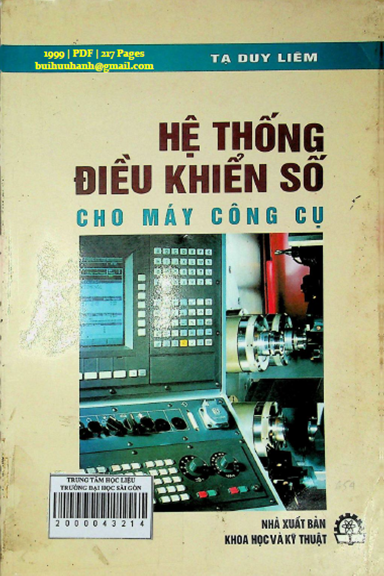 1999 | PDF | 217 Pages
buihuuhanh@gmail.com
TẠ DUY LIÊM
HỆ THỐNG
ĐIỀU KHIỂN SỐ
CHO MÁY CÔNG CỤ
TRUNG TÂM HỌC LIỆU
TRƯỜNG ĐẠI HỌC SÀI GÒN
2000043214
NHÀ XUẤT BẢN
KHOA HỌC VÀ KỸ THUẬT